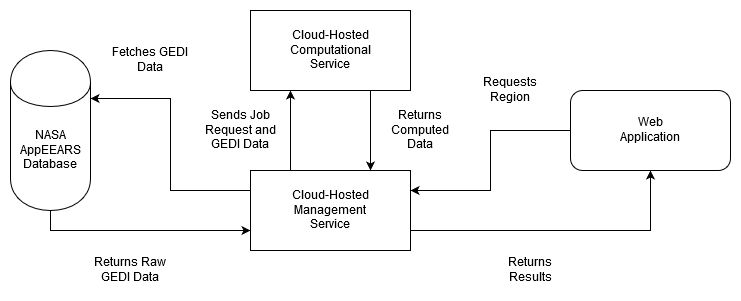 Fetches GEDI
Data
Cloud-Hosted
Computational
Service
Requests
Region
NASA
AppEEARS
Database
Sends Job
Request and
GEDI Data
Returns
Computed
Data
Web
Application
Cloud-Hosted
Management
Service
Returns Raw
GEDI Data
Returns
Results